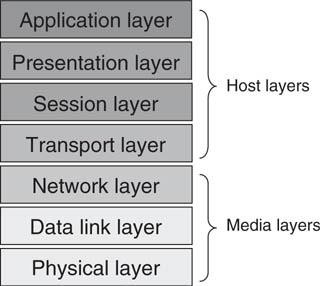 Application layer
Presentation layer
Session layer
Transport layer
Network layer
Data link layer
Physical layer
Host layers
Media layers